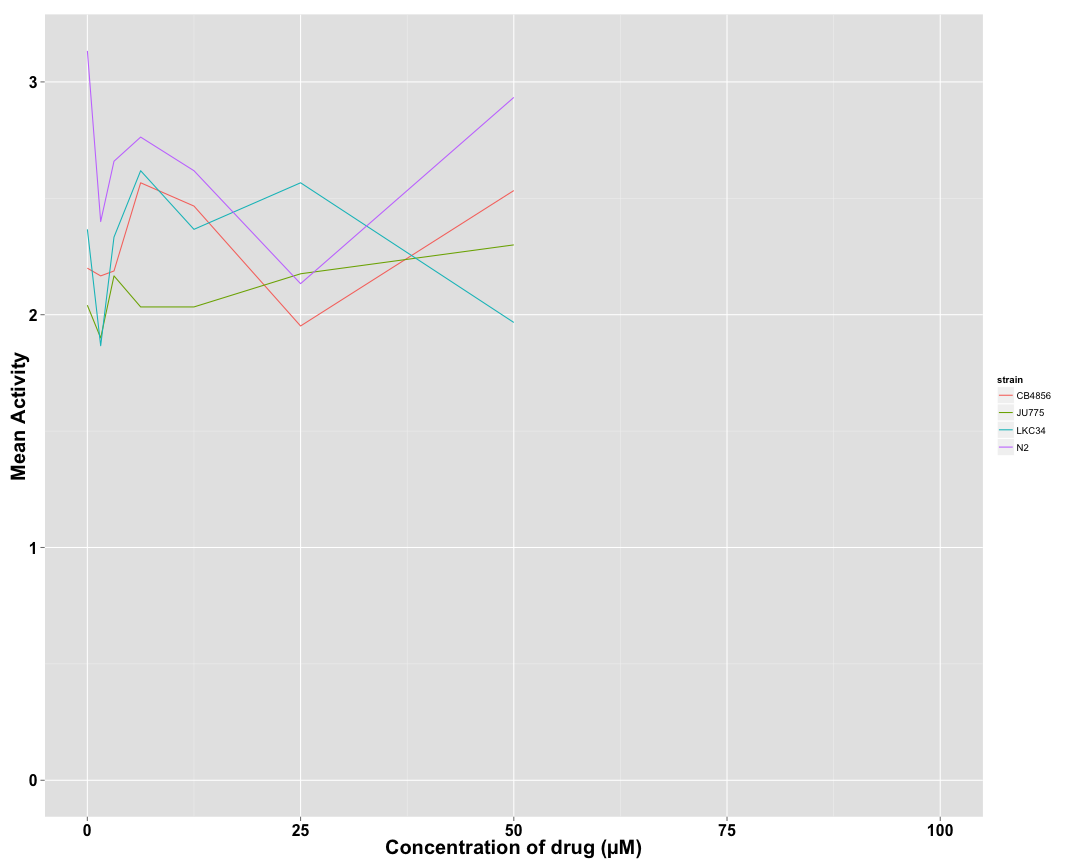 3
2
1
0
Mean Activity
0 25 50 75 100
Concentration of drug (µM)
strain
CB4856
JU775
LKC34
N2